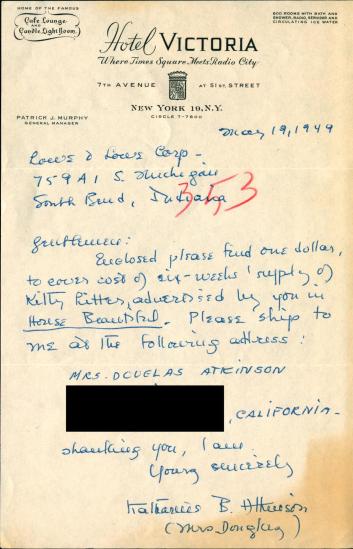 HOME OF THE FAMOUS
Cafe Lounge
and
Candle Light Room.
600 ROOMS WITH BATH AND
SHOWER, RADIO, SERVIDOR AND
CIRCULATING ICE WATER
Hotel VICTORIA
Where Times Square Meets Radio City
7TH AVENUE AT 51ST. STREET
NEW YORK 19, N.Y.
CIRCLE 7-7800
PATRICK J. MURPHY
GENERAL MANAGER
May 19, 1949
Lowe & Lowe Corp -
759A1 S. Michigan
South Bend, Indiana
353
Gentlemen:
Enclosed please find one dollar,
to cover cost of six-weeks' supply of
Kitty Litter, advertised by you in
House Beautiful. Please ship to
me at the following address:
MRS. DOUGLAS ATKINSON
, CALIFORNIA -
Thanking you, I am
Yours sincerely
Katharine B. Atkinson
(Mrs Douglas)